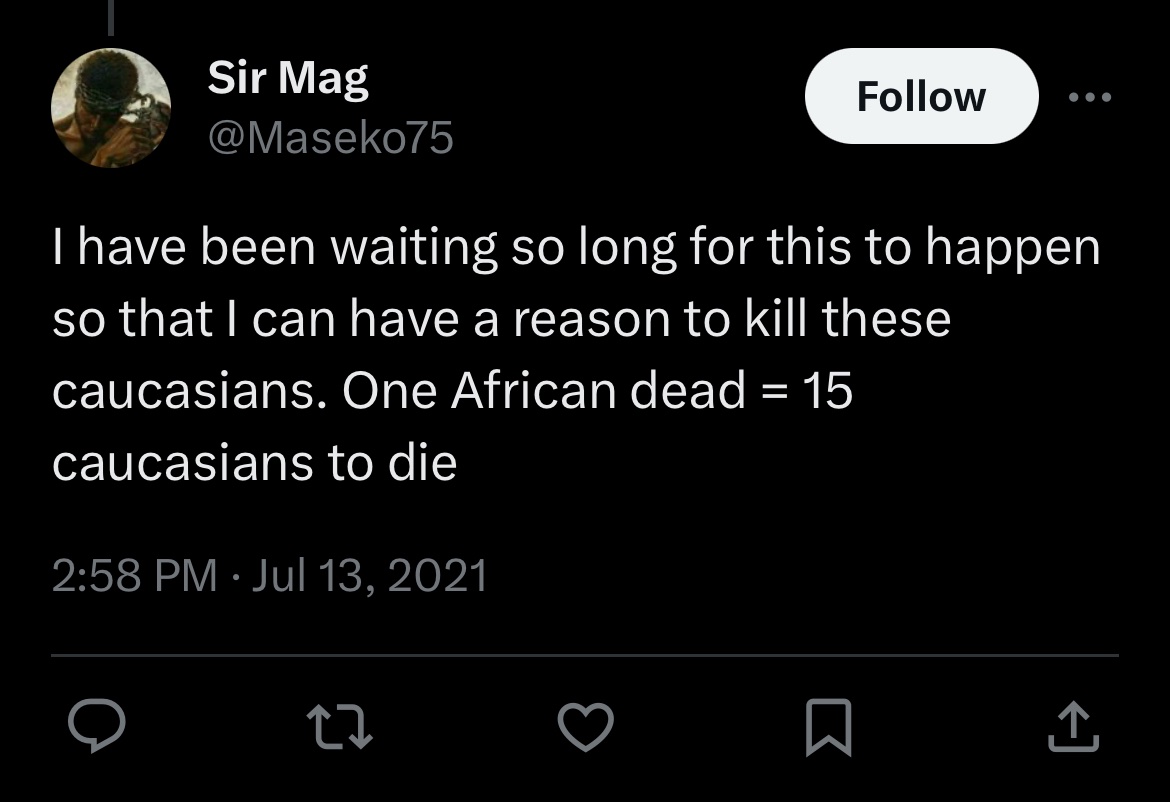 Sir Mag
Follow
@Maseko75
I have been waiting so long for this to happen
so that I can have a reason to kill these
caucasians. One African dead = 15
caucasians to die
2:58 PM · Jul 13, 2021